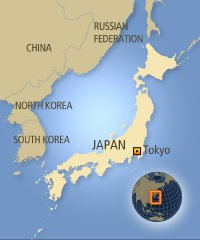 RUSSIAN
FEDERATION
CHINA
NORTH KOREA
SOUTH KOREA
JAPAN
Tokyo